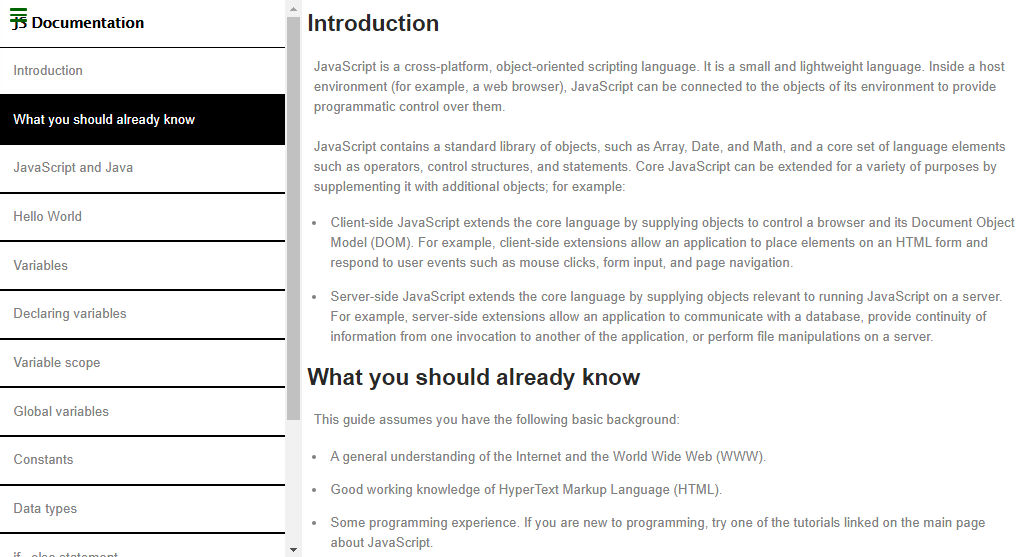 JS Documentation
Introduction
What you should already know
JavaScript and Java
Hello World
Variables
Declaring variables
Variable scope
Global variables
Constants
Data types
if...else statement
Introduction
JavaScript is a cross-platform, object-oriented scripting language. It is a small and lightweight language. Inside a host
environment (for example, a web browser), JavaScript can be connected to the objects of its environment to provide
programmatic control over them.
JavaScript contains a standard library of objects, such as Array, Date, and Math, and a core set of language elements
such as operators, control structures, and statements. Core JavaScript can be extended for a variety of purposes by
supplementing it with additional objects; for example:
• Client-side JavaScript extends the core language by supplying objects to control a browser and its Document Object
Model (DOM). For example, client-side extensions allow an application to place elements on an HTML form and
respond to user events such as mouse clicks, form input, and page navigation.
• Server-side JavaScript extends the core language by supplying objects relevant to running JavaScript on a server.
For example, server-side extensions allow an application to communicate with a database, provide continuity of
information from one invocation to another of the application, or perform file manipulations on a server.
What you should already know
This guide assumes you have the following basic background:
• A general understanding of the Internet and the World Wide Web (WWW).
• Good working knowledge of HyperText Markup Language (HTML).
• Some programming experience. If you are new to programming, try one of the tutorials linked on the main page
about JavaScript.